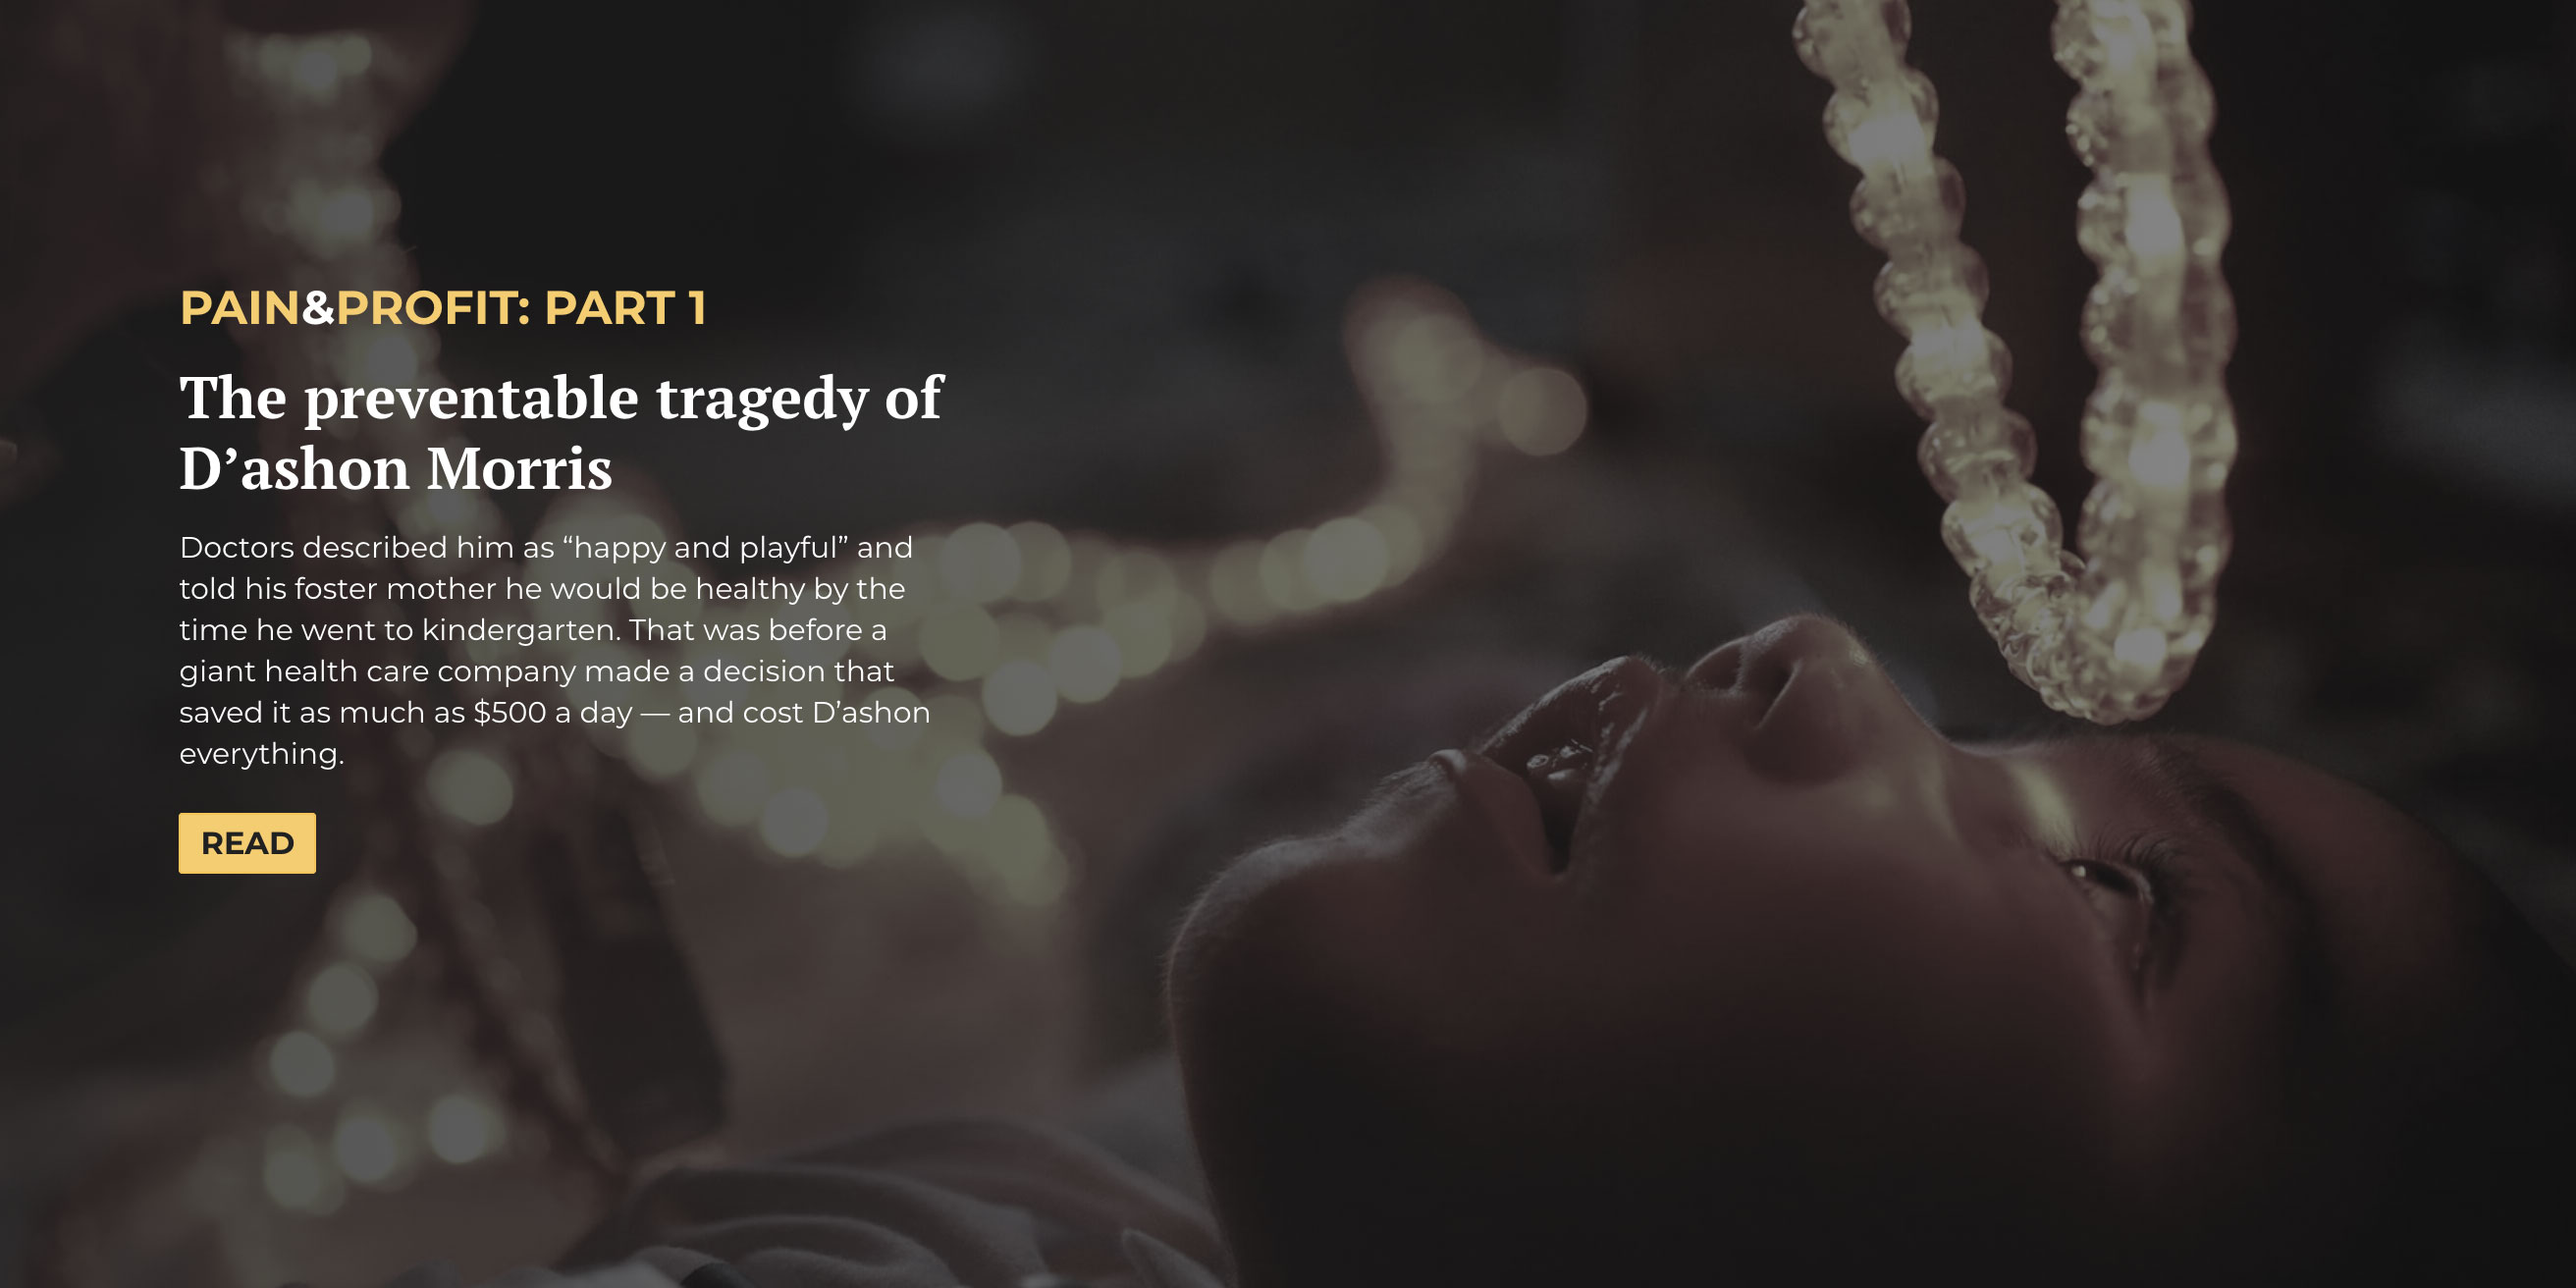 PAIN&PROFIT: PART 1
The preventable tragedy of
D’ashon Morris
Doctors described him as “happy and playful” and
told his foster mother he would be healthy by the
time he went to kindergarten. That was before a
giant health care company made a decision that
saved it as much as $500 a day — and cost D’ashon
everything.
READ